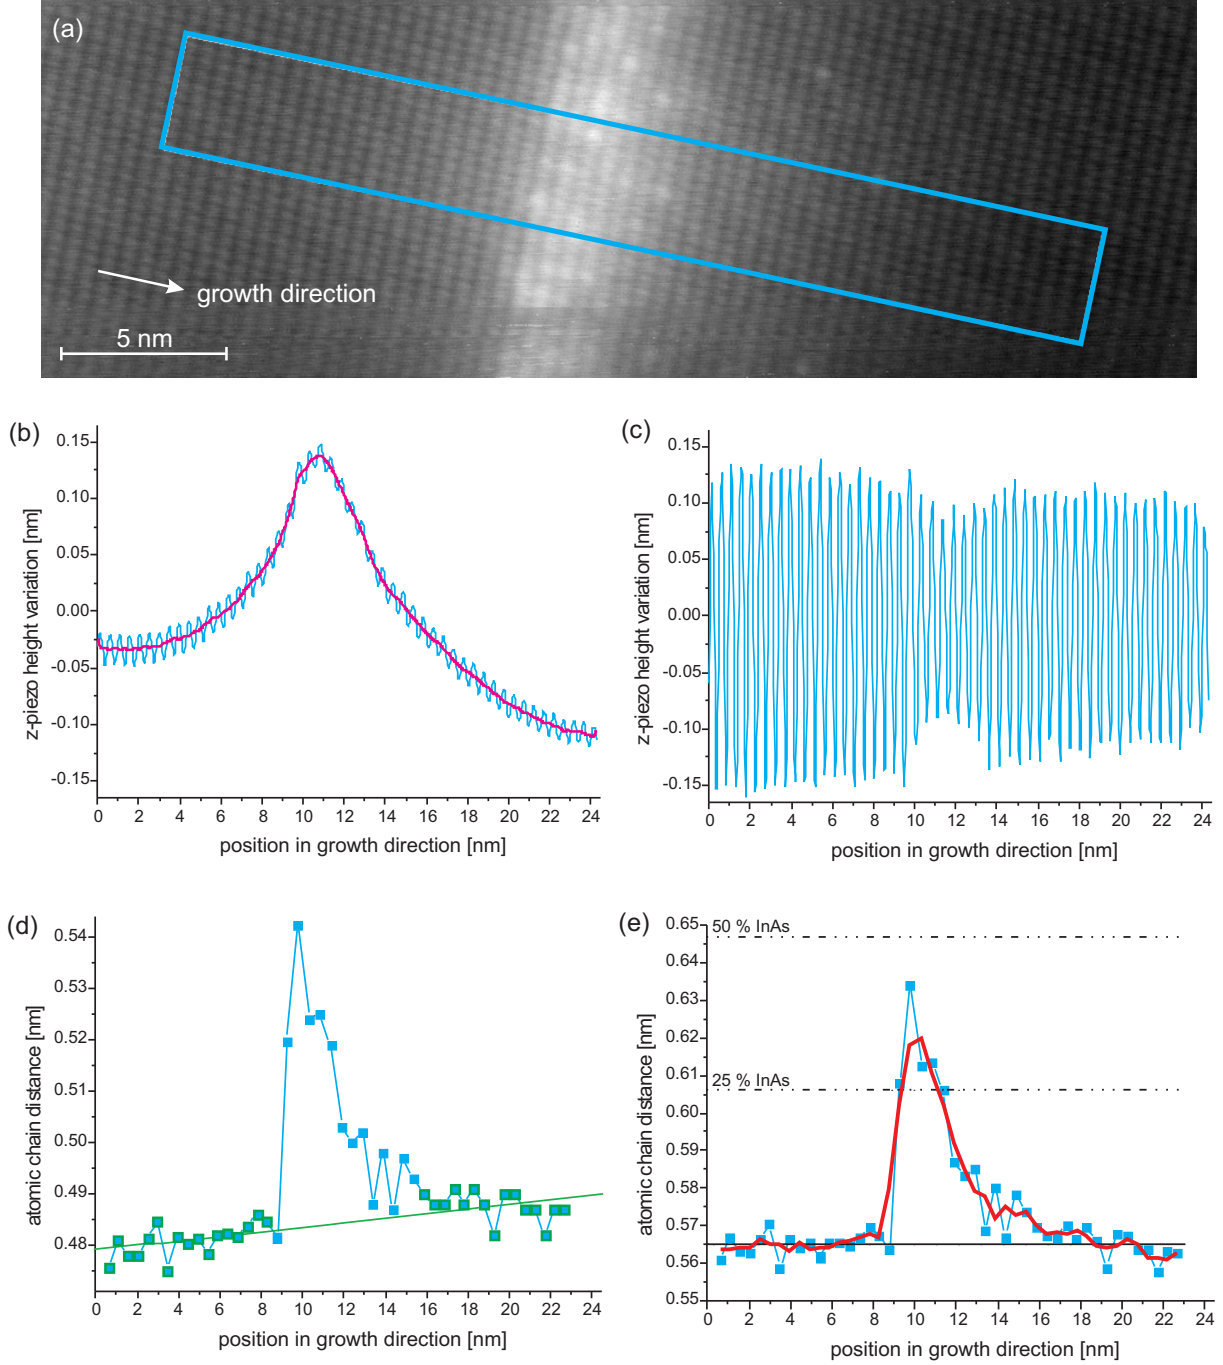 (a)
growth direction
5 nm
(b)
z-piezo height variation [nm]
0.15
0.10
0.05
0.00
-0.05
-0.10
-0.15
0 2 4 6 8 10 12 14 16 18 20 22 24
position in growth direction [nm]
(c)
z-piezo height variation [nm]
0.15
0.10
0.05
0.00
-0.05
-0.10
-0.15
0 2 4 6 8 10 12 14 16 18 20 22 24
position in growth direction [nm]
(d)
atomic chain distance [nm]
0.54
0.53
0.52
0.51
0.50
0.49
0.48
0 2 4 6 8 10 12 14 16 18 20 22 24
position in growth direction [nm]
(e)
atomic chain distance [nm]
0.65
0.64
0.63
0.62
0.61
0.60
0.59
0.58
0.57
0.56
0.55
50 % InAs
25 % InAs
0 2 4 6 8 10 12 14 16 18 20 22 24
position in growth direction [nm]